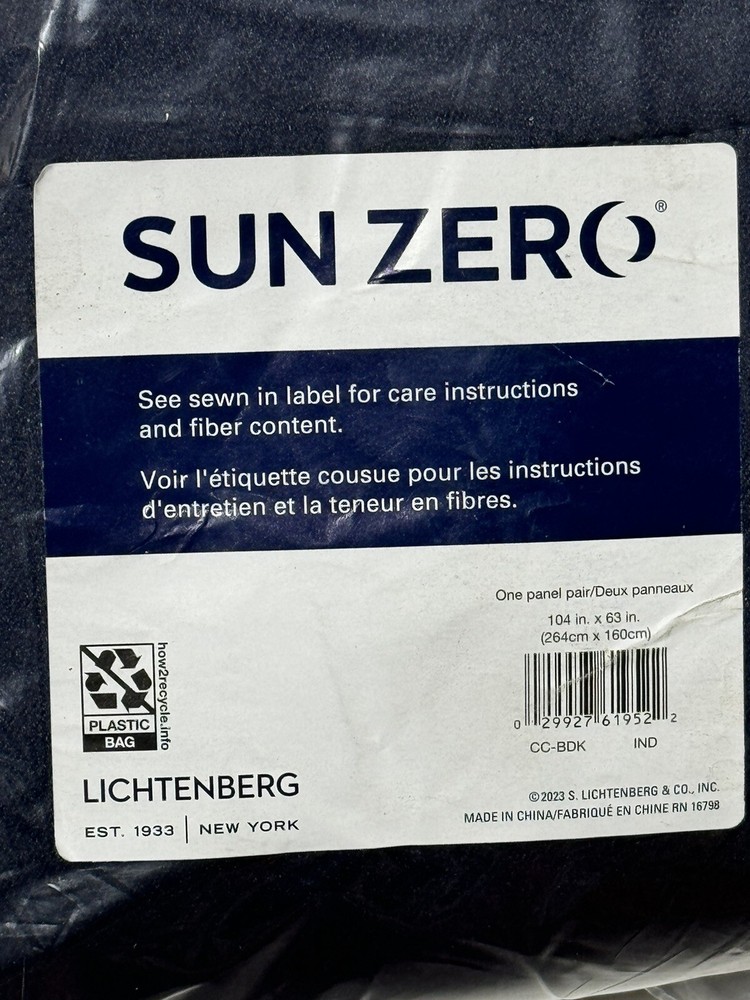 SUN ZERO®
See sewn in label for care instructions
and fiber content.
Voir l'étiquette cousue pour les instructions
d'entretien et la teneur en fibres.
One panel pair/Deux panneaux
104 in. x 63 in.
(264cm x 160cm)
0 29927 61952 2
CC-BDK IND
how2recycle.info
PLASTIC
BAG
LICHTENBERG
EST. 1933 | NEW YORK
©2023 S. LICHTENBERG & CO., INC.
MADE IN CHINA/FABRIQUÉ EN CHINE RN 16798